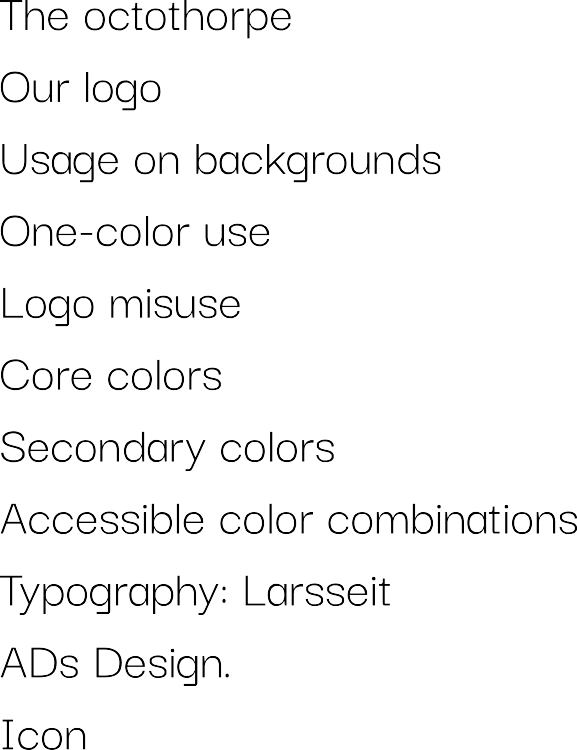 The octothorpe
Our logo
Usage on backgrounds
One-color use
Logo misuse
Core colors
Secondary colors
Accessible color combinations
Typography: Larsseit
ADs Design.
Icon